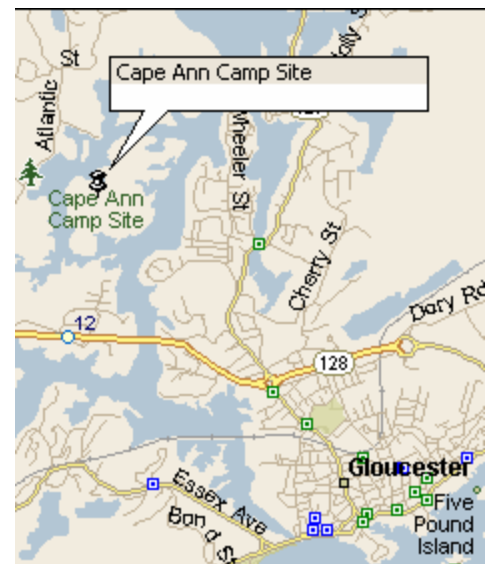 St
Atlantic
Cape Ann Camp Site
Wheeler St
Cape Ann
Camp Site
Cherry St
Dory Rd
12
128
Gloucester
Essex Ave
Bon d' St
Five
Pound
Island